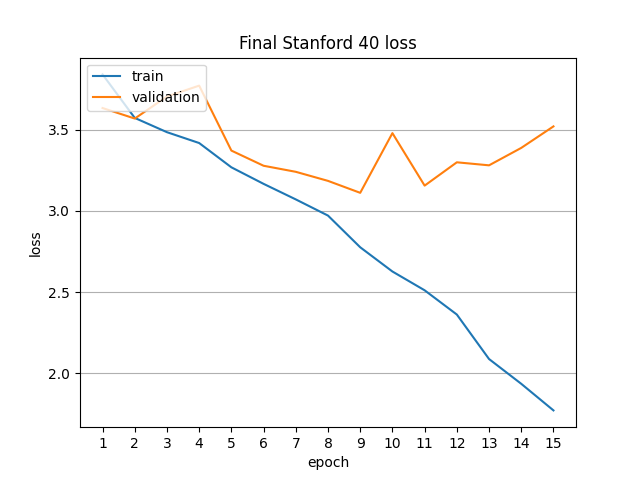 Final Stanford 40 loss
train
validation
3.5
3.0
2.5
2.0
loss
1 2 3 4 5 6 7 8 9 10 11 12 13 14 15
epoch